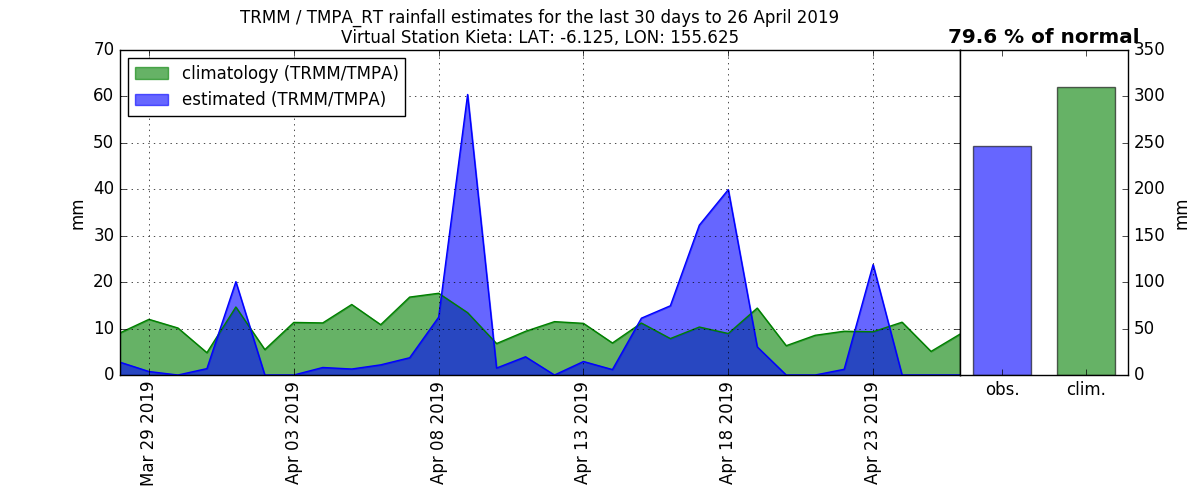 TRMM / TMPA_RT rainfall estimates for the last 30 days to 26 April 2019
Virtual Station Kieta: LAT: -6.125, LON: 155.625
79.6 % of normal
climatology (TRMM/TMPA)
estimated (TRMM/TMPA)
70
60
50
40
30
20
10
0
mm
Mar 29 2019
Apr 03 2019
Apr 08 2019
Apr 13 2019
Apr 18 2019
Apr 23 2019
350
300
250
200
150
100
50
0
mm
obs.
clim.